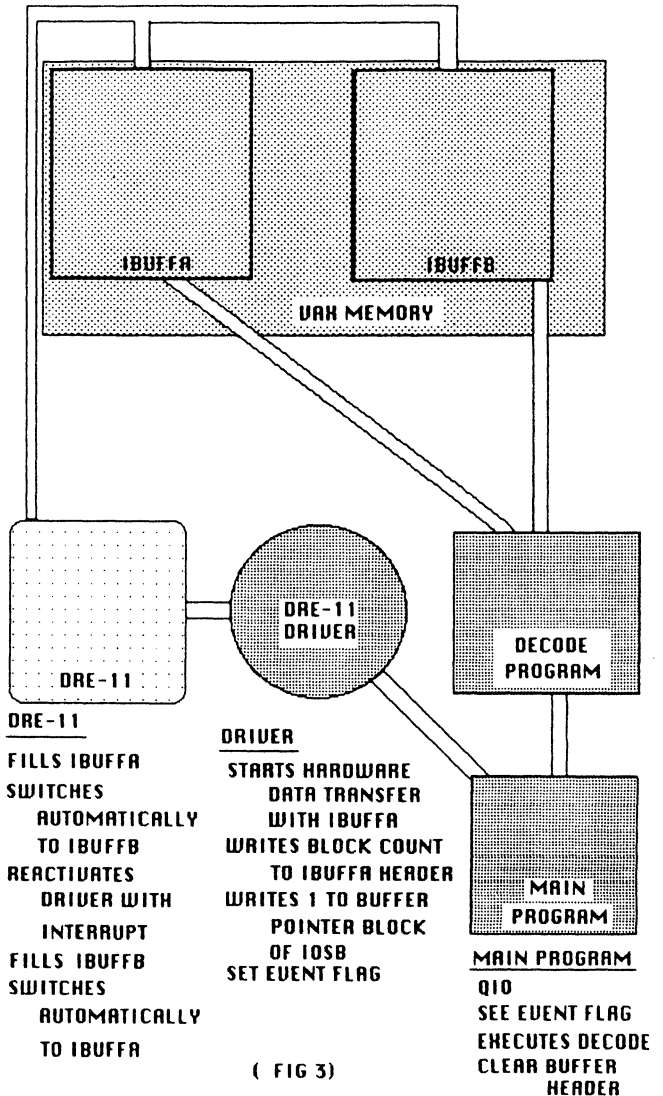 IBUFFA
IBUFFB
VAX MEMORY
DRE-11
DRE-11
DRIVER
DECODE
PROGRAM
MAIN
PROGRAM
DRE-11
FILLS IBUFFA
SWITCHES
AUTOMATICALLY
TO IBUFFB
REACTIVATES
DRIVER WITH
INTERRUPT
FILLS IBUFFB
SWITCHES
AUTOMATICALLY
TO IBUFFA
DRIVER
STARTS HARDWARE
DATA TRANSFER
WITH IBUFFA
WRITES BLOCK COUNT
TO IBUFFA HEADER
WRITES 1 TO BUFFER
POINTER BLOCK
OF IOSB
SET EVENT FLAG
MAIN PROGRAM
QIO
SEE EVENT FLAG
EXECUTES DECODE
CLEAR BUFFER
HEADER
( FIG 3)